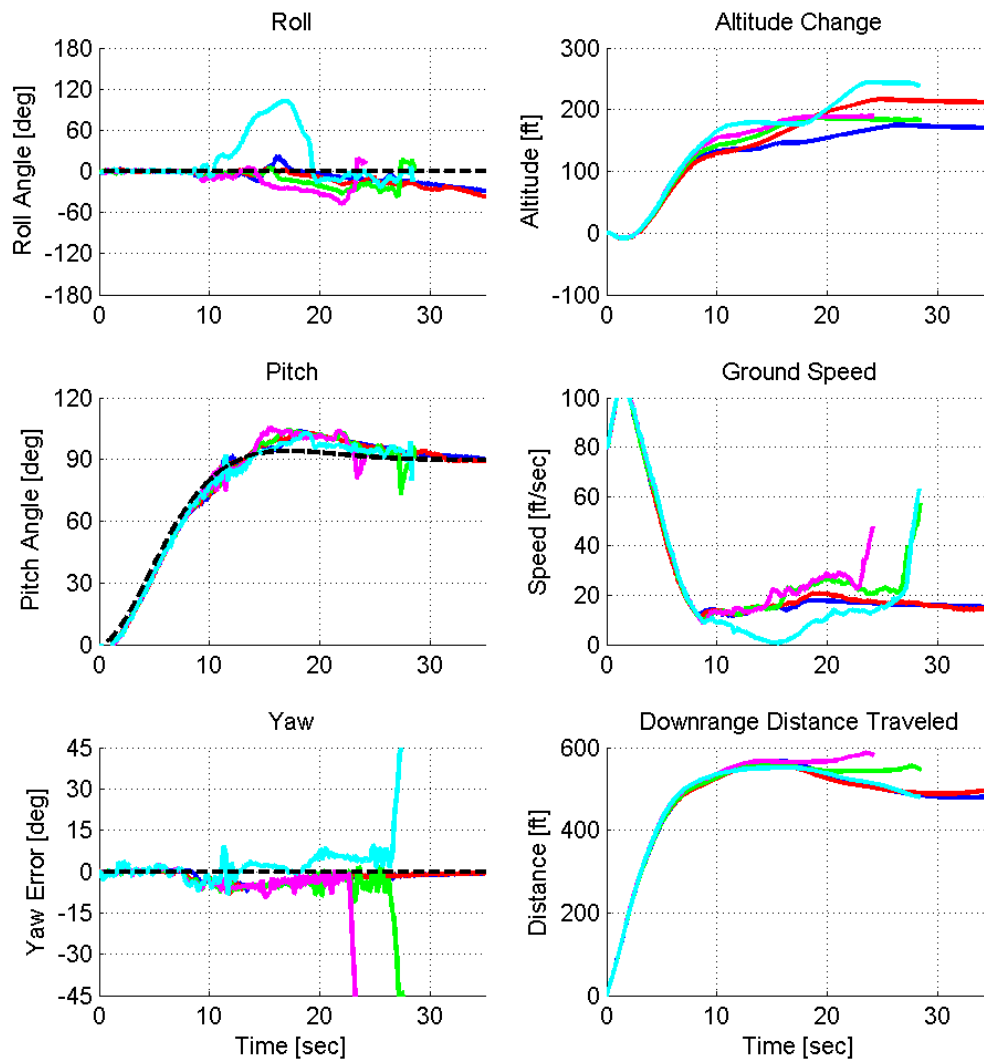 Roll
180
120
60
0
-60
-120
-180
Roll Angle [deg]
0 10 20 30
Altitude Change
300
200
100
0
-100
Altitude [ft]
0 10 20 30
Pitch
120
90
60
30
0
Pitch Angle [deg]
0 10 20 30
Ground Speed
100
80
60
40
20
0
Speed [ft/sec]
0 10 20 30
Yaw
45
30
15
0
-15
-30
-45
Yaw Error [deg]
0 10 20 30
Time [sec]
Downrange Distance Traveled
600
400
200
0
Distance [ft]
0 10 20 30
Time [sec]